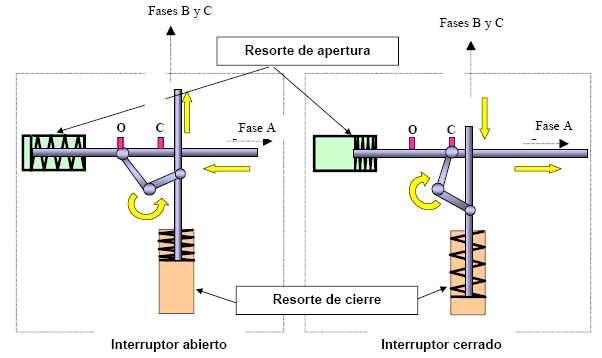 Fases B y C
Fases B y C
Resorte de apertura
O
C
Fase A
O
C
Fase A
Resorte de cierre
Interruptor abierto
Interruptor cerrado